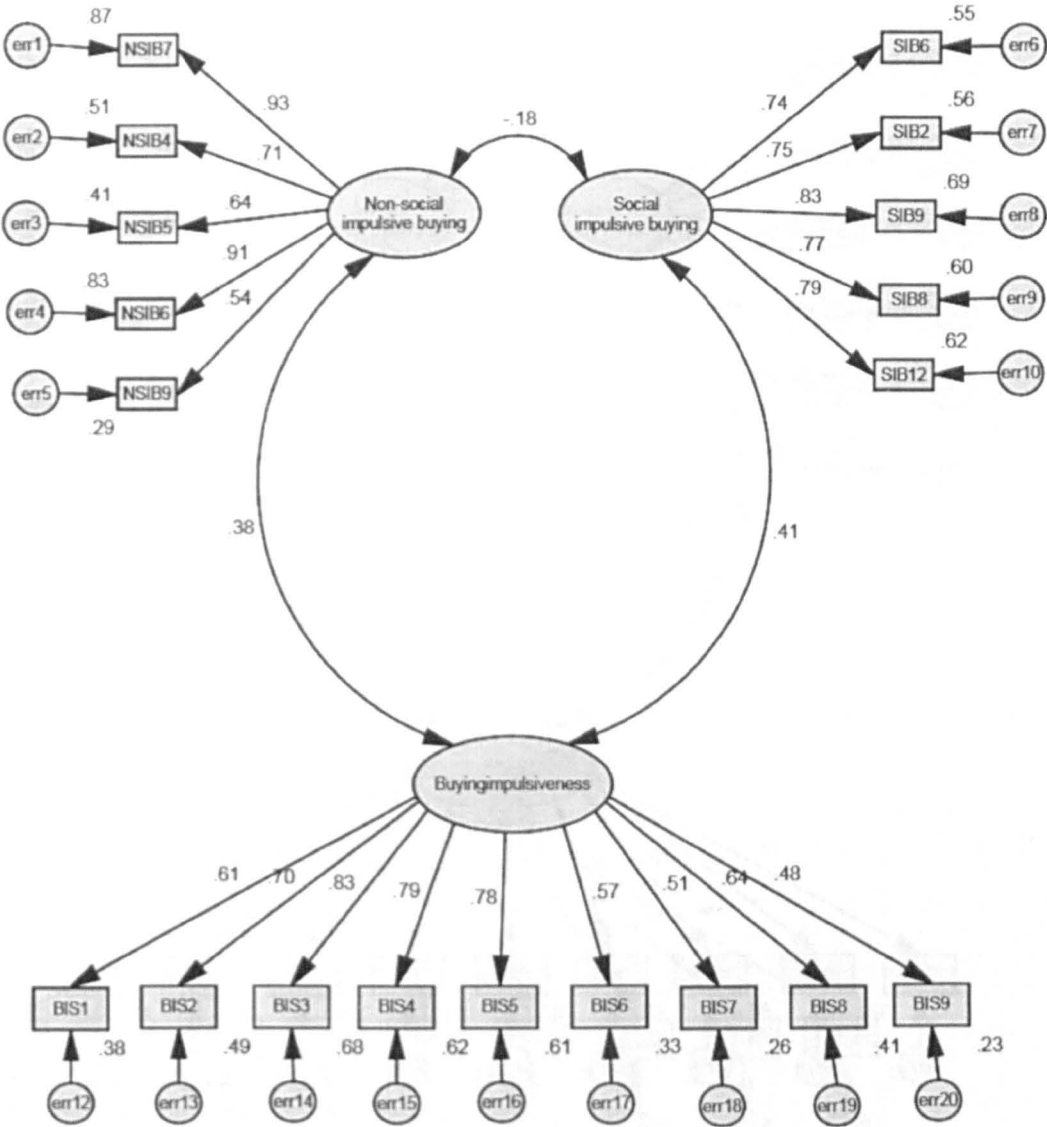 .87
.55
err1
NSIB7
SIB6
err6
.93
.74
.51
-.18
.56
err2
NSIB4
SIB2
err7
.71
.75
.41
Non-social
impulsive buying
Social
impulsive buying
.69
err3
NSIB5
.64
.83
SIB9
err8
.91
.77
.83
.60
err4
NSIB6
.54
.79
SIB8
err9
.62
err5
NSIB9
SIB12
err10
.29
.38
.41
Buyingimpulsiveness
.61
.70
.83
.79
.78
.57
.51
.64
.48
BIS1
BIS2
BIS3
BIS4
BIS5
BIS6
BIS7
BIS8
BIS9
.38
.49
.68
.62
.61
.33
.26
.41
.23
err12
err13
err14
err15
err16
err17
err18
err19
err20